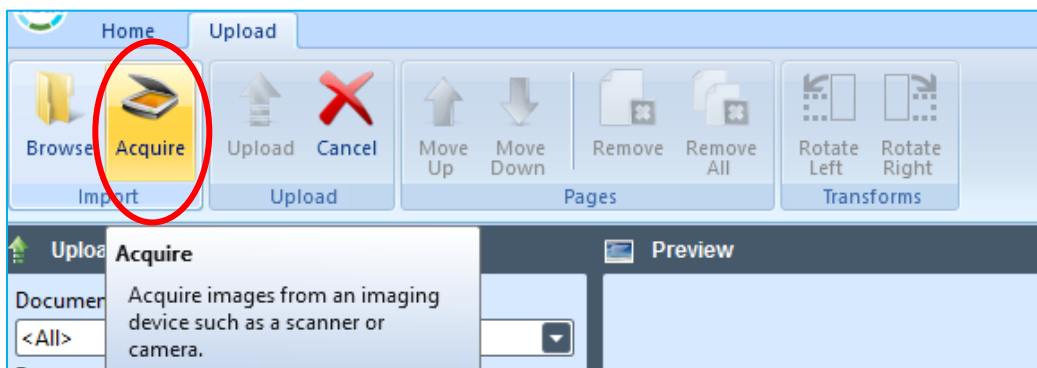 Home Upload
Browse Acquire Upload Cancel Move Up Move Down Remove Remove All Rotate Left Rotate Right
Import Upload Pages Transforms
Preview
Acquire
Acquire images from an imaging
device such as a scanner or
camera.
<All>